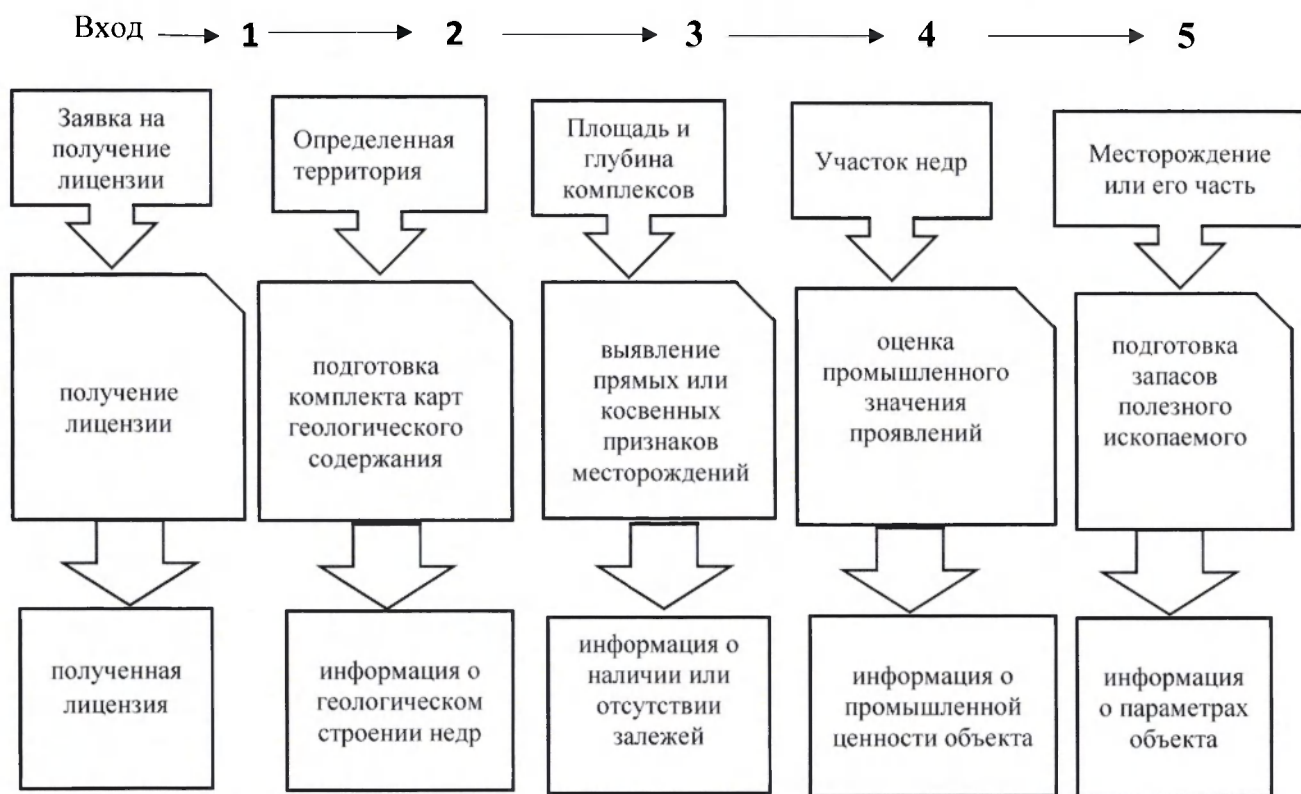 Вход 1 2 3 4 5
Заявка на
получение
лицензии
Определенная
территория
Площадь и
глубина
комплексов
Участок недр
Месторождение
или его часть
получение
лицензии
подготовка
комплекта карт
геологического
содержания
выявление
прямых или
косвенных
признаков
месторождений
оценка
промышленного
значения
проявлений
подготовка
запасов
полезного
ископаемого
полученная
лицензия
информация о
геологическом
строении недр
информация о
наличии или
отсутствии
залежей
информация о
промышленной
ценности объекта
информация
о параметрах
объекта